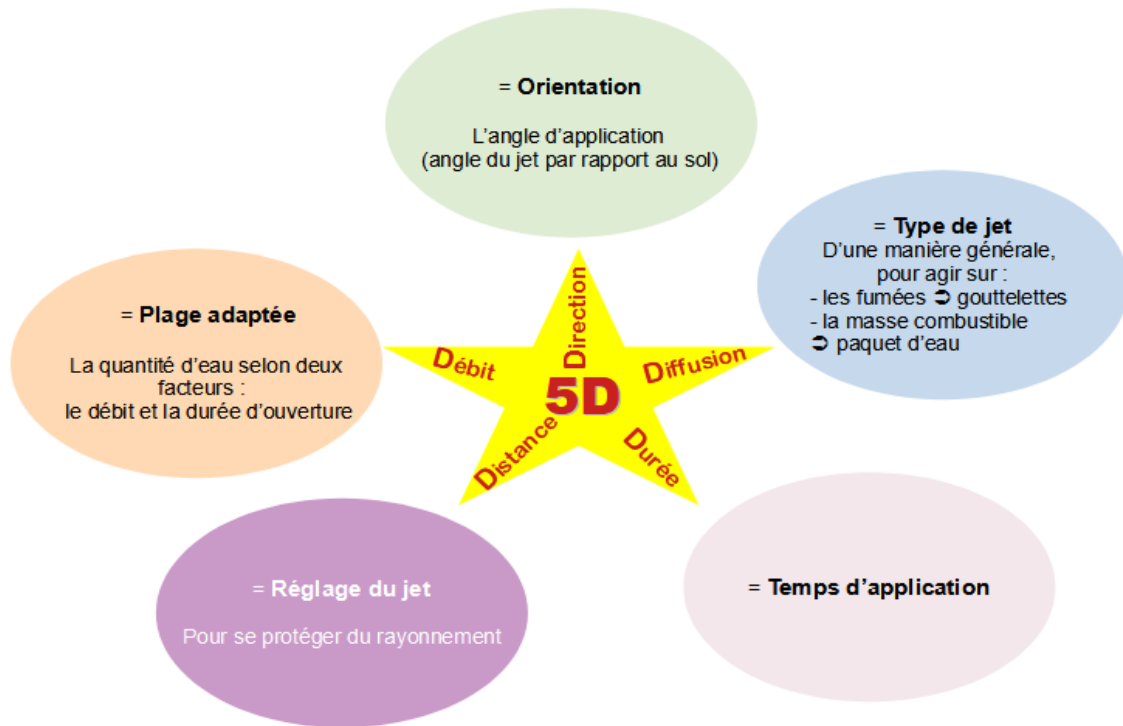 = Orientation
L'angle d'application
(angle du jet par rapport au sol)
= Type de jet
D'une manière générale,
pour agir sur :
- les fumées ➲ gouttelettes
- la masse combustible
➲ paquet d'eau
= Plage adaptée
La quantité d'eau selon deux
facteurs :
le débit et la durée d'ouverture
Direction
Débit
Diffusion
5D
Distance
Durée
= Réglage du jet
Pour se protéger du rayonnement
= Temps d'application